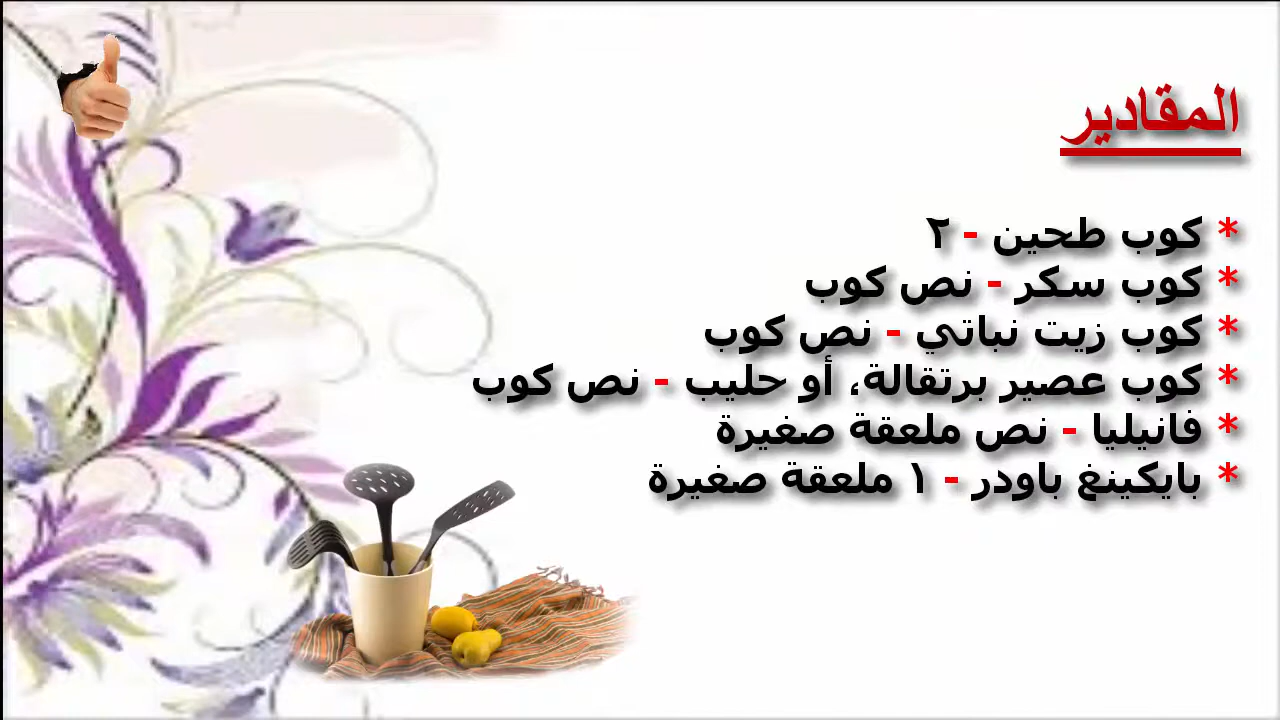 المقادير
* كوب طحين - ٢
* كوب سكر - نص كوب
* كوب زيت نباتي - نص كوب
* كوب عصير برتقالة، أو حليب - نص كوب
* فانيليا - نص ملعقة صغيرة
* بايكينغ باودر - ١ ملعقة صغيرة